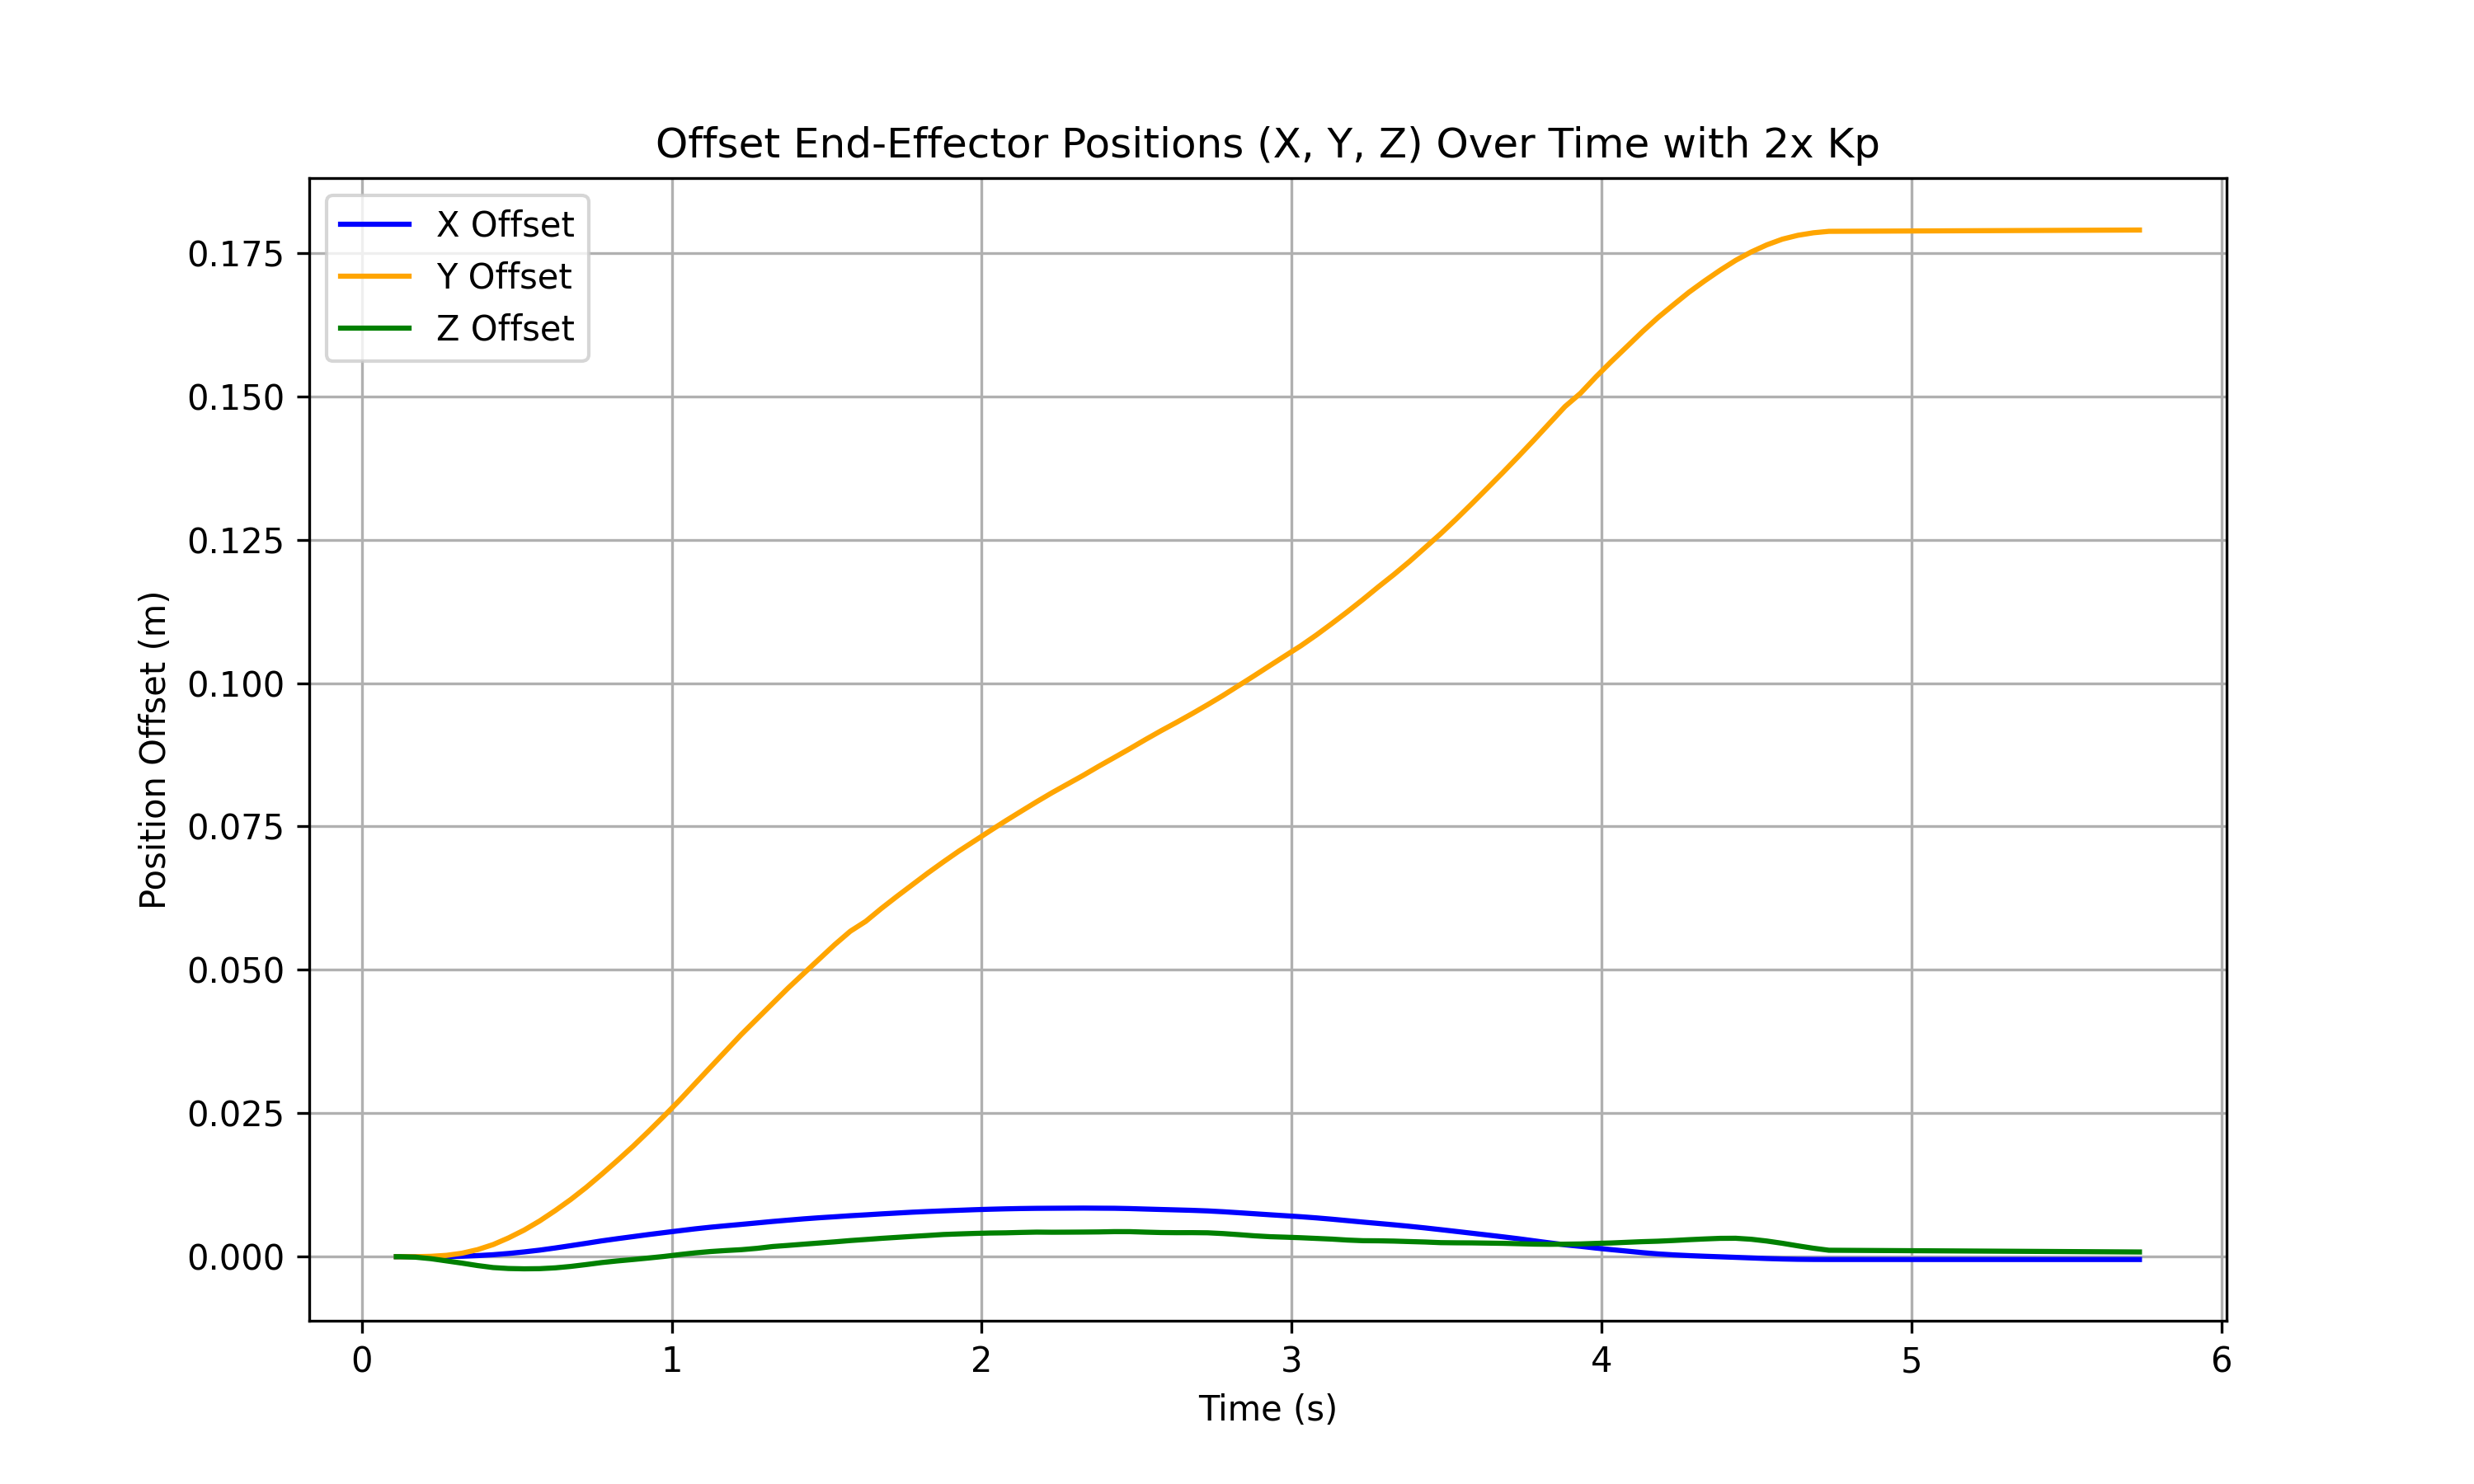 Offset End-Effector Positions (X, Y, Z) Over Time with 2x Kp
X Offset
Y Offset
Z Offset
0.175
0.150
0.125
0.100
0.075
0.050
0.025
0.000
Position Offset (m)
0 1 2 3 4 5 6
Time (s)